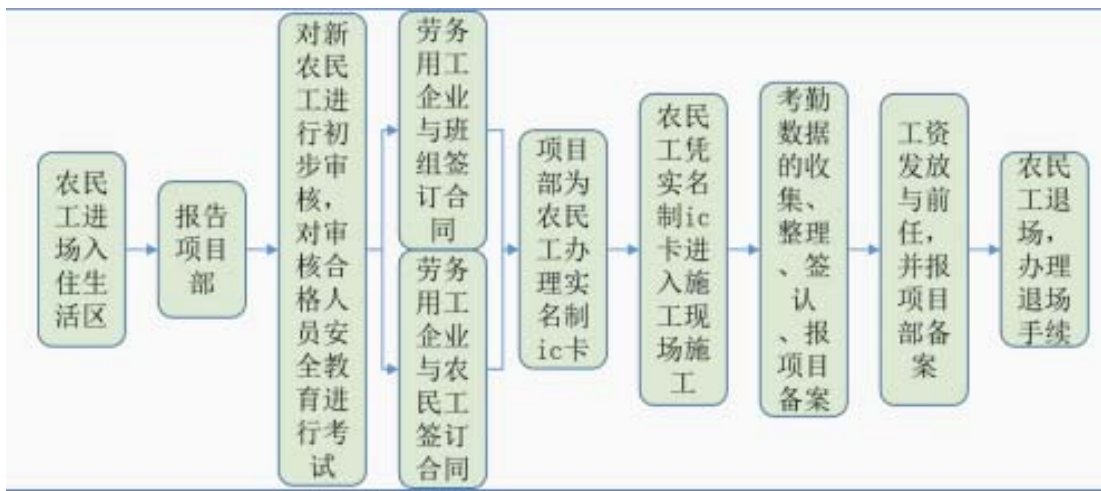 农民
工进
场入
住生
活区
报告
项目
部
对新
农民
工进
行初
步审
核，
对审
核合
格人
员安
全教
育进
行考
试
劳务
用工
企业
与班
组签
订合
同
劳务
用工
企业
与农
民工
签订
合同
项目
部为
农民
工办
理实
名制
ic卡
农民
工凭
实名
制ic
卡进
入施
工现
场施
工
考勤
数据
的收
集、
整理
、签
认
、报
项目
备案
工资
发放
与前
任，
并报
项目
部备
案
农民
工退
场，
办理
退场
手续